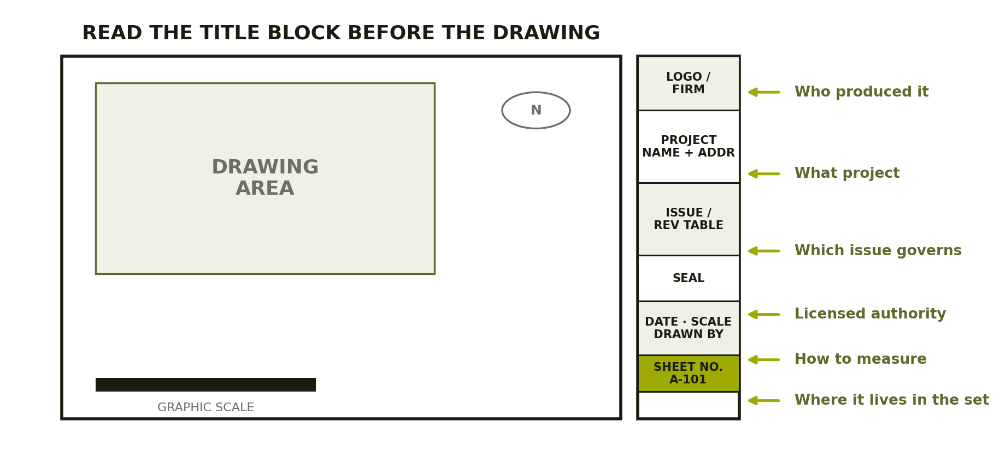 READ THE TITLE BLOCK BEFORE THE DRAWING
DRAWING
AREA
N
GRAPHIC SCALE
LOGO /
FIRM
PROJECT
NAME + ADDR
ISSUE /
REV TABLE
SEAL
DATE · SCALE
DRAWN BY
SHEET NO.
A-101
Who produced it
What project
Which issue governs
Licensed authority
How to measure
Where it lives in the set